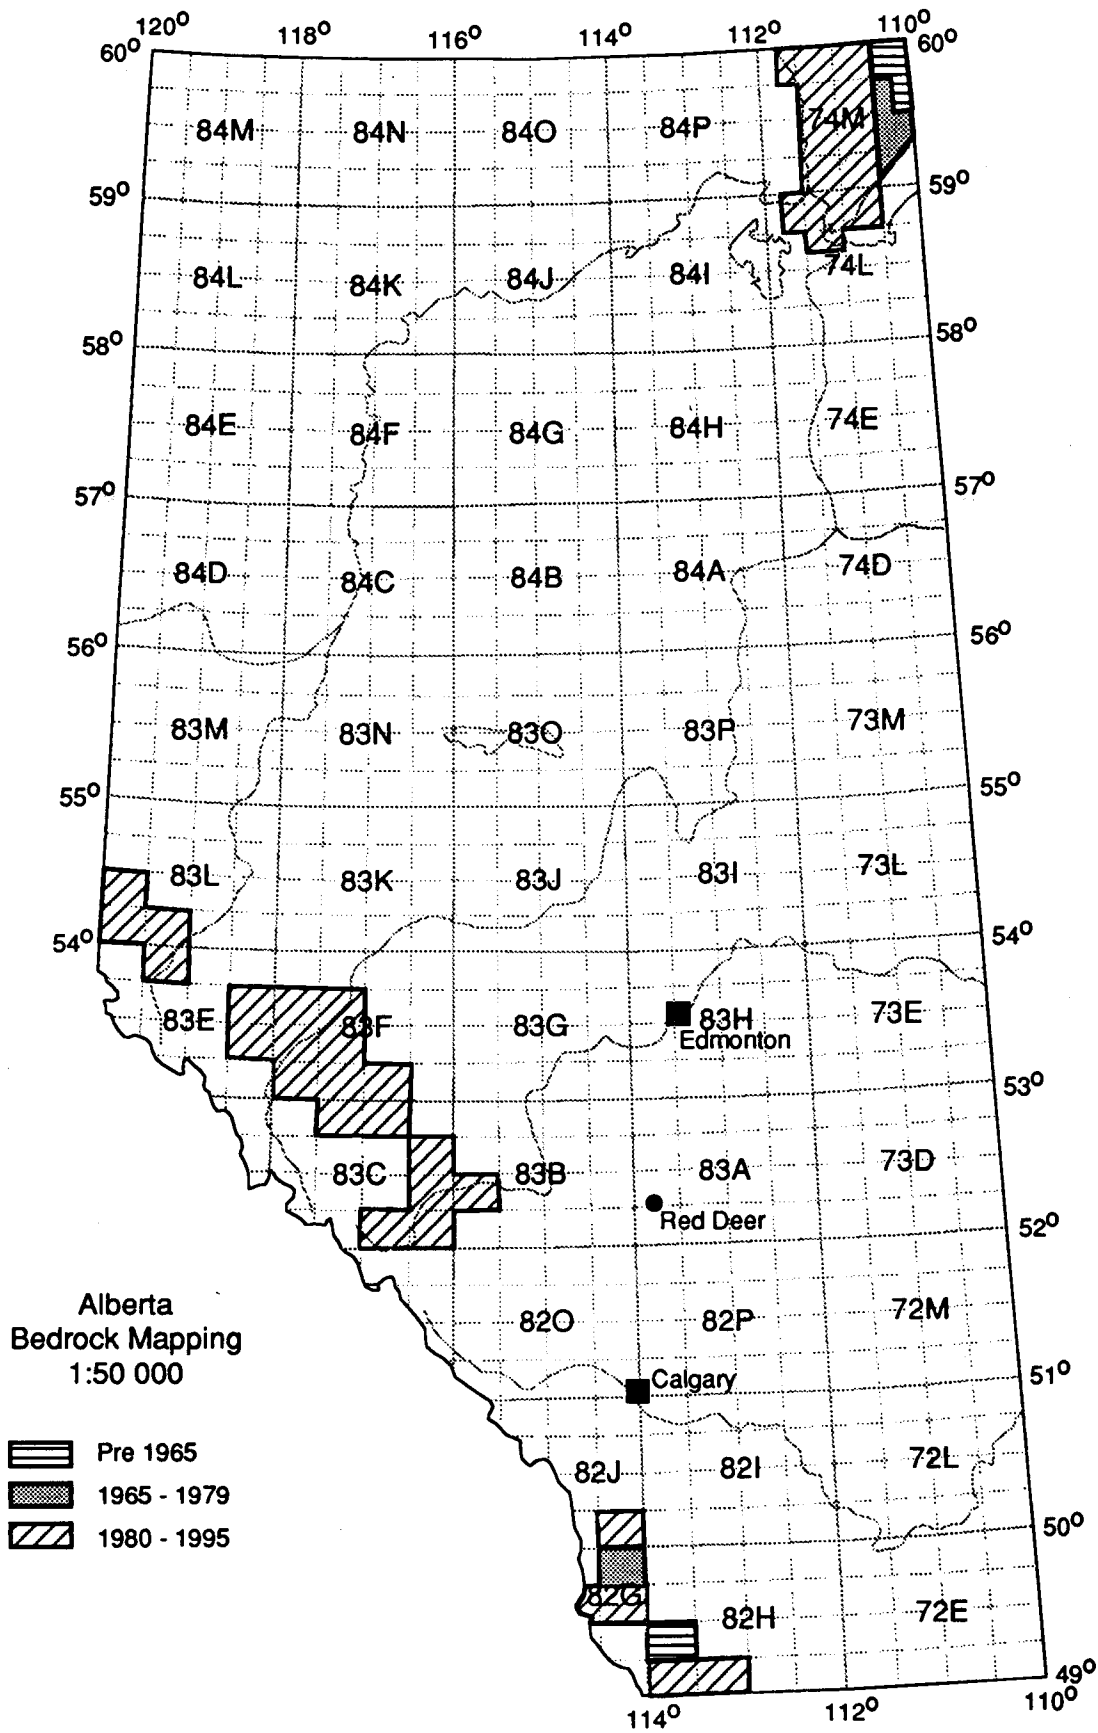 120° 118° 116° 114° 112° 110°
60° 60°
84M 84N 84O 84P 74M
59° 59°
84L 84K 84J 84I 74L
58° 58°
84E 84F 84G 84H 74E
57° 57°
84D 84C 84B 84A 74D
56° 56°
83M 83N 83O 83P 73M
55° 55°
83L 83K 83J 83I 73L
54° 54°
83E 83F 83G 83H 73E
Edmonton
53°
83C 83B 83A 73D
Red Deer
52°
82O 82P 72M
Alberta
Bedrock Mapping
1:50 000
51°
Calgary
Pre 1965
1965 - 1979
1980 - 1995
82J 82I 72L
50°
82G 82H 72E
49°
114° 112° 110°